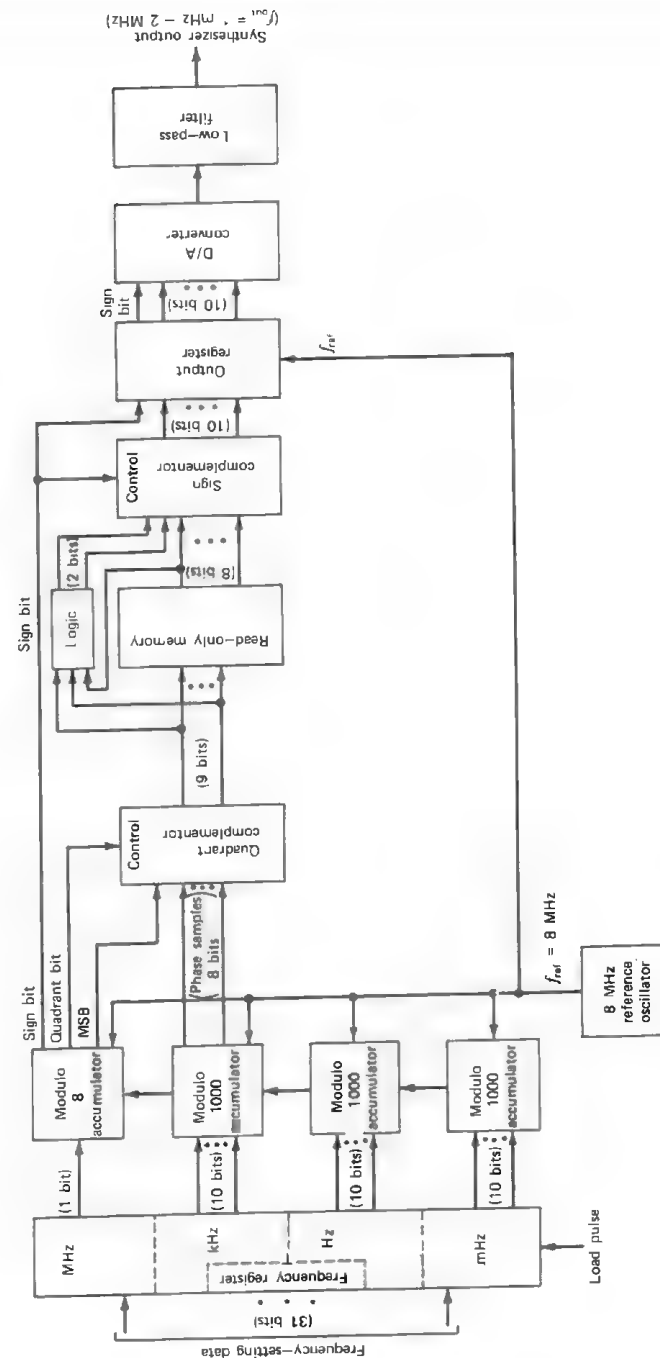 Frequency-setting data
(31 bits)
MHz
kHz
Hz
mHz
Frequency register
Load pulse
(1 bit)
(10 bits)
(10 bits)
(10 bits)
Modulo
8
accumulator
Modulo
1000
accumulator
Modulo
1000
accumulator
Modulo
1000
accumulator
Sign bit
Quadrant bit
MSB
Phase samples
8 bits
8 MHz
reference
oscillator
f_ref = 8 MHz
Control
Quadrant
complementor
(9 bits)
Read-only memory
Logic
(2 bits)
(8 bits)
Sign bit
Control
Sign
complementor
(10 bits)
Output
register
f_ref
Sign
bit
(10 bits)
D/A
converter
Low-pass
filter
Synthesizer output
(f_out = 1 mHz – 2 MHz)